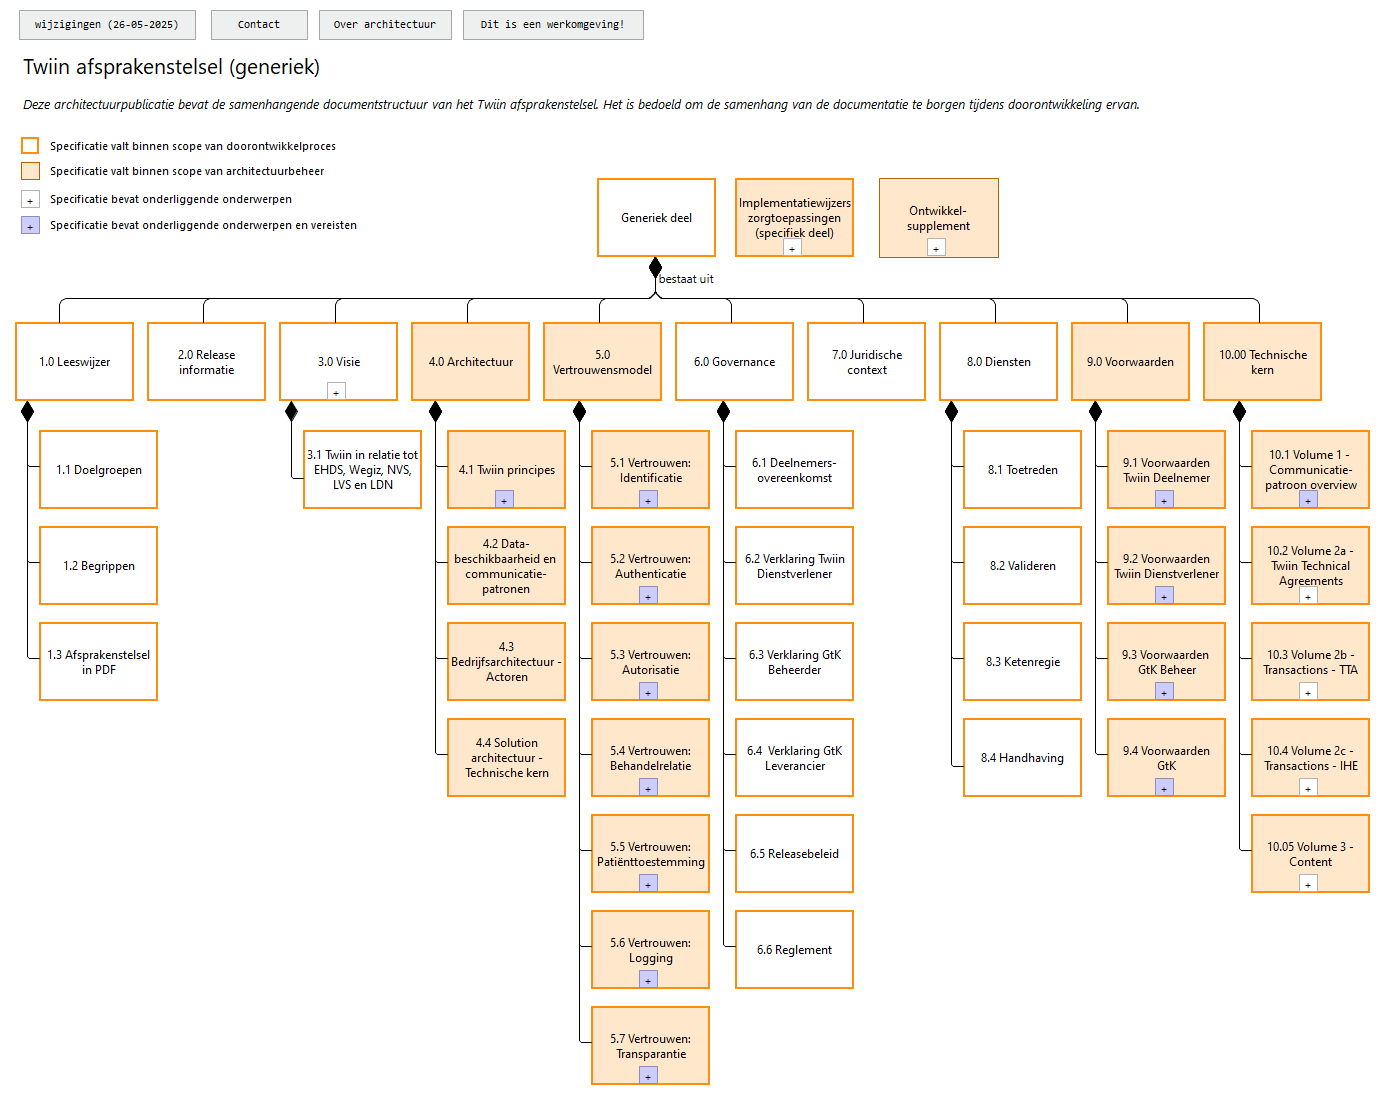 wijzigingen (26-05-2025)
Contact
Over architectuur
Dit is een werkomgeving!
Twiin afsprakenstelsel (generiek)
Deze architectuurpublicatie bevat de samenhangende documentstructuur van het Twiin afsprakenstelsel. Het is bedoeld om de samenhang van de documentatie te borgen tijdens doorontwikkeling ervan.
Specificatie valt binnen scope van doorontwikkelproces
Specificatie valt binnen scope van architectuurbeheer
+
Specificatie bevat onderliggende onderwerpen
+
Specificatie bevat onderliggende onderwerpen en vereisten
Generiek deel
Implementatiewijzers
zorgtoepassingen
(specifiek deel)
+
Ontwikkel-
supplement
+
bestaat uit
1.0 Leeswijzer
2.0 Release
informatie
3.0 Visie
+
4.0 Architectuur
5.0
Vertrouwensmodel
6.0 Governance
7.0 Juridische
context
8.0 Diensten
9.0 Voorwaarden
10.00 Technische
kern
1.1 Doelgroepen
1.2 Begrippen
1.3 Afsprakenstelsel
in PDF
3.1 Twiin in relatie tot
EHDS, Wegiz, NVS,
LVS en LDN
4.1 Twiin principes
+
4.2 Data-
beschikbaarheid en
communicatie-
patronen
4.3
Bedrijfsarchitectuur -
Actoren
4.4 Solution
architectuur -
Technische kern
5.1 Vertrouwen:
Identificatie
+
5.2 Vertrouwen:
Authenticatie
+
5.3 Vertrouwen:
Autorisatie
+
5.4 Vertrouwen:
Behandelrelatie
+
5.5 Vertrouwen:
Patiënttoestemming
+
5.6 Vertrouwen:
Logging
+
5.7 Vertrouwen:
Transparantie
+
6.1 Deelnemers-
overeenkomst
6.2 Verklaring Twiin
Dienstverlener
6.3 Verklaring GtK
Beheerder
6.4  Verklaring GtK
Leverancier
6.5 Releasebeleid
6.6 Reglement
8.1 Toetreden
8.2 Valideren
8.3 Ketenregie
8.4 Handhaving
9.1 Voorwaarden
Twiin Deelnemer
+
9.2 Voorwaarden
Twiin Dienstverlener
+
9.3 Voorwaarden
GtK Beheer
+
9.4 Voorwaarden
GtK
+
10.1 Volume 1 -
Communicatie-
patroon overview
+
10.2 Volume 2a -
Twiin Technical
Agreements
+
10.3 Volume 2b -
Transactions - TTA
+
10.4 Volume 2c -
Transactions - IHE
+
10.05 Volume 3 -
Content
+